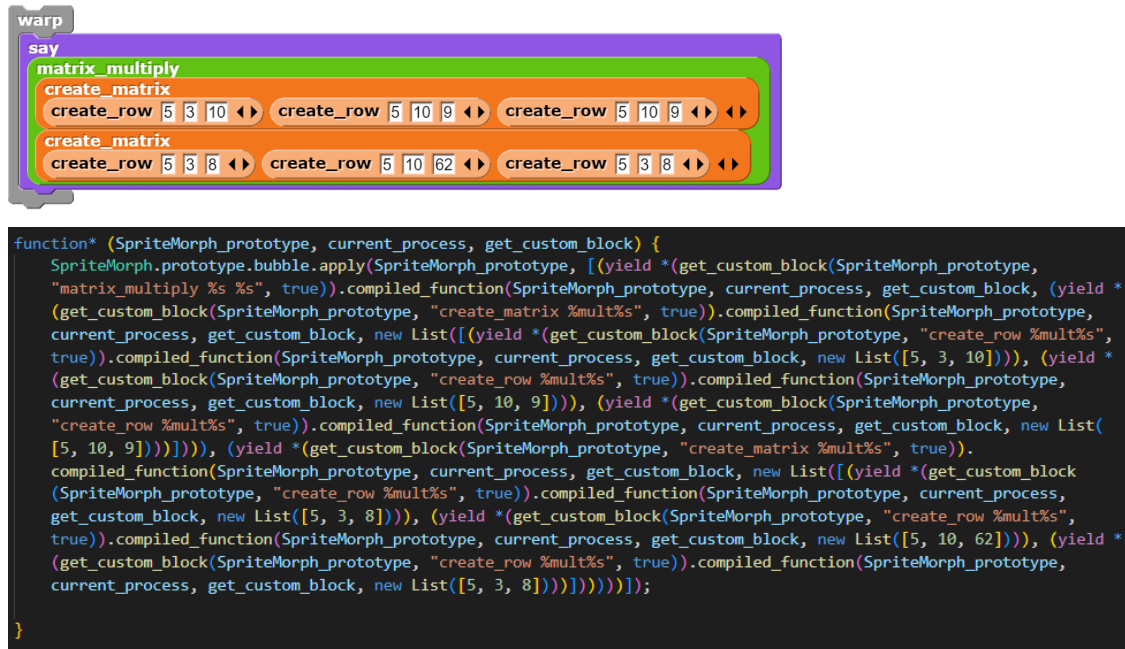 warp
say
matrix_multiply
create_matrix
create_row 5 3 10 create_row 5 10 9 create_row 5 10 9
create_matrix
create_row 5 3 8 create_row 5 10 62 create_row 5 3 8
function* (SpriteMorph_prototype, current_process, get_custom_block) {
SpriteMorph.prototype.bubble.apply(SpriteMorph_prototype, [(yield *(get_custom_block(SpriteMorph_prototype,
"matrix_multiply %s %s", true)).compiled_function(SpriteMorph_prototype, current_process, get_custom_block, (yield *
(get_custom_block(SpriteMorph_prototype, "create_matrix %mult%s", true)).compiled_function(SpriteMorph_prototype,
current_process, get_custom_block, new List([(yield *(get_custom_block(SpriteMorph_prototype, "create_row %mult%s",
true)).compiled_function(SpriteMorph_prototype, current_process, get_custom_block, new List([5, 3, 10]))), (yield *
(get_custom_block(SpriteMorph_prototype, "create_row %mult%s", true)).compiled_function(SpriteMorph_prototype,
current_process, get_custom_block, new List([5, 10, 9]))), (yield *(get_custom_block(SpriteMorph_prototype,
"create_row %mult%s", true)).compiled_function(SpriteMorph_prototype, current_process, get_custom_block, new List(
[5, 10, 9])))]))), (yield *(get_custom_block(SpriteMorph_prototype, "create_matrix %mult%s", true)).
compiled_function(SpriteMorph_prototype, current_process, get_custom_block, new List([(yield *(get_custom_block
(SpriteMorph_prototype, "create_row %mult%s", true)).compiled_function(SpriteMorph_prototype, current_process,
get_custom_block, new List([5, 3, 8]))), (yield *(get_custom_block(SpriteMorph_prototype, "create_row %mult%s",
true)).compiled_function(SpriteMorph_prototype, current_process, get_custom_block, new List([5, 10, 62]))), (yield *
(get_custom_block(SpriteMorph_prototype, "create_row %mult%s", true)).compiled_function(SpriteMorph_prototype,
current_process, get_custom_block, new List([5, 3, 8])))]))))]);
}